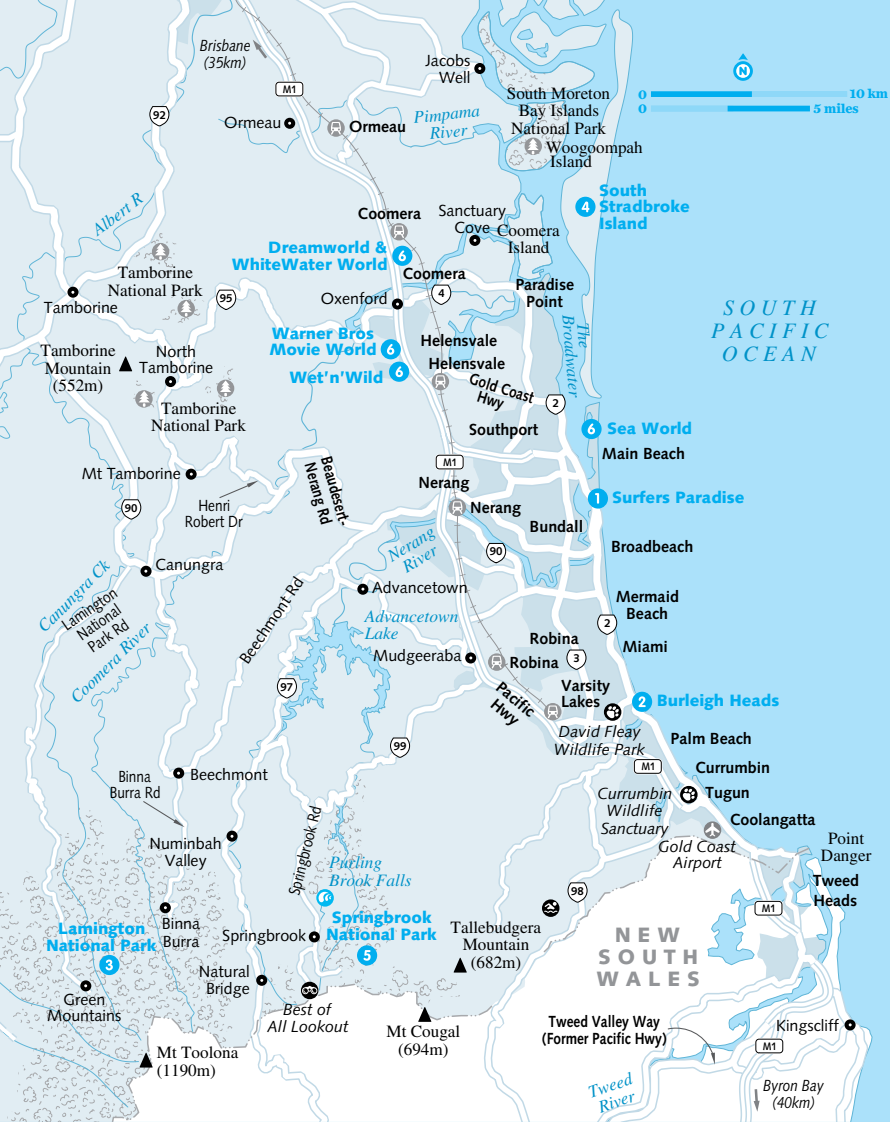 Brisbane
(35km)
M1
92
Jacobs
Well
0
10 km
0
5 miles
N
South Moreton
Bay Islands
National Park
Woogoompah
Island
Ormeau
Ormeau
Pimpama
River
Albert R
4
South
Stradbroke
Island
Coomera
Sanctuary
Cove
Coomera
Island
Dreamworld &
WhiteWater World
6
Coomera
Tamborine
National Park
Tamborine
95
Oxenford
4
Paradise
Point
The
Broadwater
SOUTH
PACIFIC
OCEAN
Tamborine
Mountain
(552m)
North
Tamborine
Warner Bros
Movie World
6
Wet'n'Wild
6
Helensvale
Helensvale
Gold Coast
Hwy
2
Tamborine
National Park
Southport
6
Sea World
Main Beach
M1
Mt Tamborine
Beaudesert-
Nerang Rd
Nerang
Nerang
1
Surfers Paradise
90
Henri
Robert Dr
Bundall
Broadbeach
Nerang
River
90
Canungra
Canungra Ck
Lamington
National
Park Rd
Coomera River
Beechmont Rd
Advancetown
Advancetown
Lake
Mermaid
Beach
2
Miami
Mudgeeraba
Robina
Robina
3
97
Pacific
Hwy
Varsity
Lakes
2
Burleigh Heads
David Fleay
Wildlife Park
99
Palm Beach
M1
Currumbin
Binna
Burra Rd
Beechmont
Currumbin
Wildlife
Sanctuary
Tugun
Coolangatta
Gold Coast
Airport
Point
Danger
Numinbah
Valley
Springbrook Rd
Purling
Brook Falls
Tweed
Heads
98
M1
Lamington
National Park
3
Binna
Burra
Springbrook
Springbrook
National Park
5
Tallebudgera
Mountain
(682m)
NEW
SOUTH
WALES
Green
Mountains
Natural
Bridge
Best of
All Lookout
Mt Cougal
(694m)
Mt Toolona
(1190m)
Tweed Valley Way
(Former Pacific Hwy)
Kingscliff
M1
Tweed
River
Byron Bay
(40km)